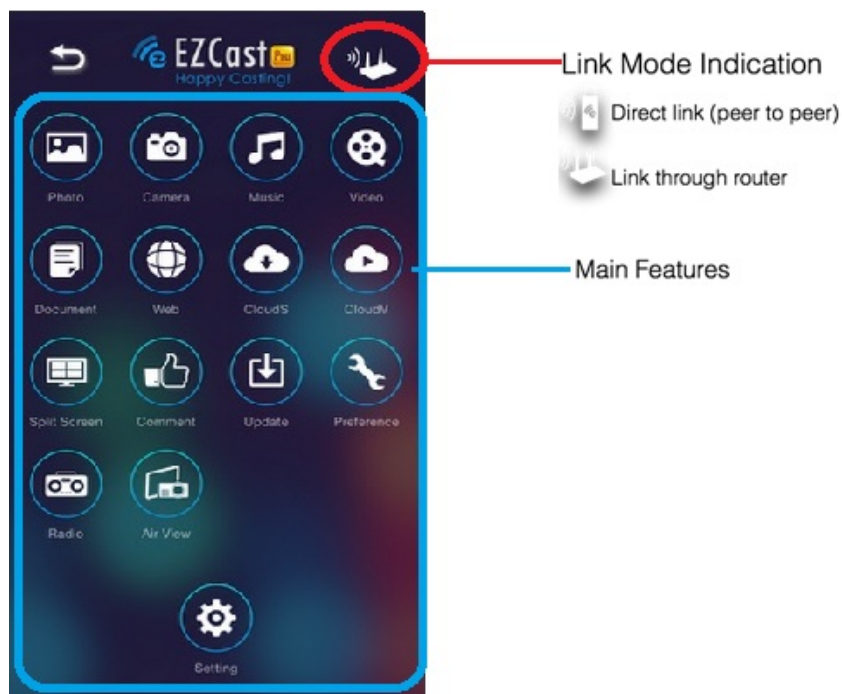 EZCast Pro
Happy Casting!
Link Mode Indication
Direct link (peer to peer)
Link through router
Photo Camera Music Video
Main Features
Document Web CloudS CloudV
Split Screen Comment Update Preference
Radio Air View
Setting